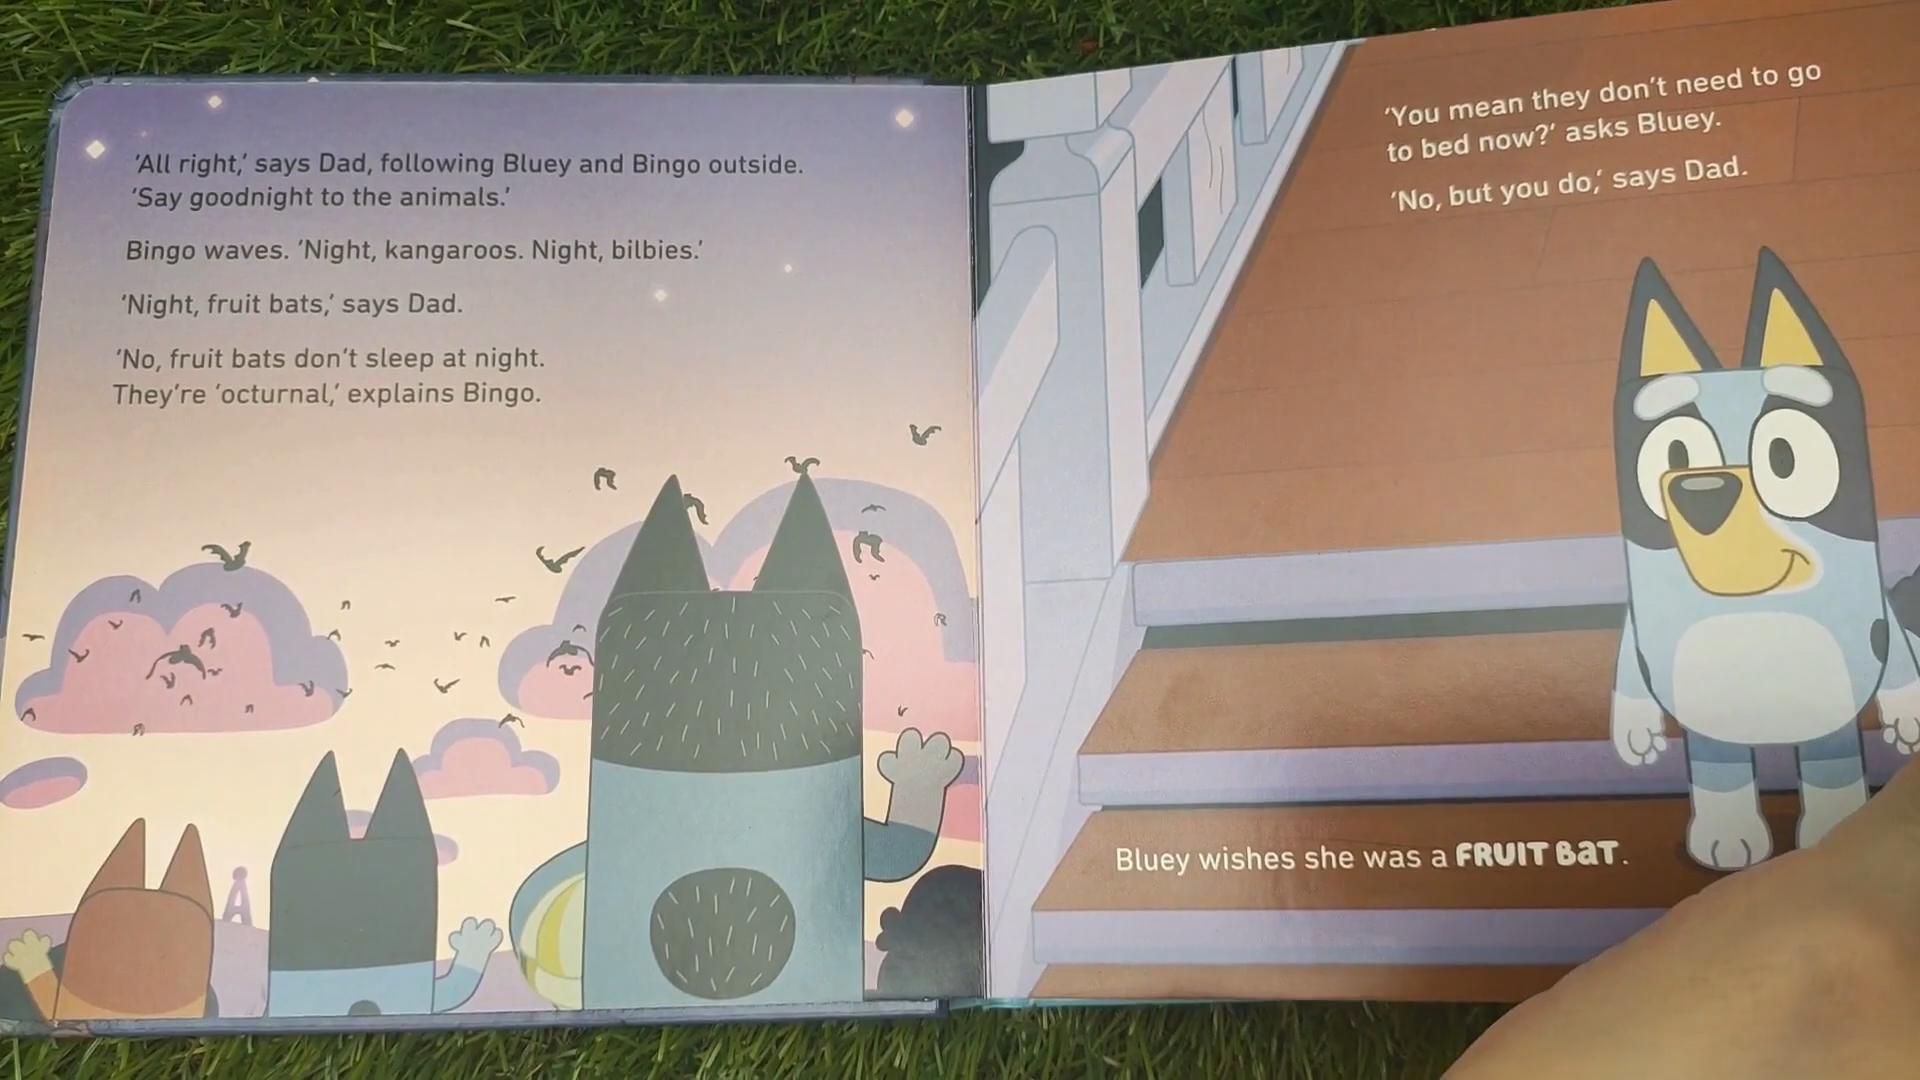 ‘All right,’ says Dad, following Bluey and Bingo outside.
‘Say goodnight to the animals.’
Bingo waves. ‘Night, kangaroos. Night, bilbies.’
‘Night, fruit bats,’ says Dad.
‘No, fruit bats don’t sleep at night.
They’re ‘octurnal,’ explains Bingo.
‘You mean they don’t need to go
to bed now?’ asks Bluey.
‘No, but you do,’ says Dad.
Bluey wishes she was a FRUIT BAT.